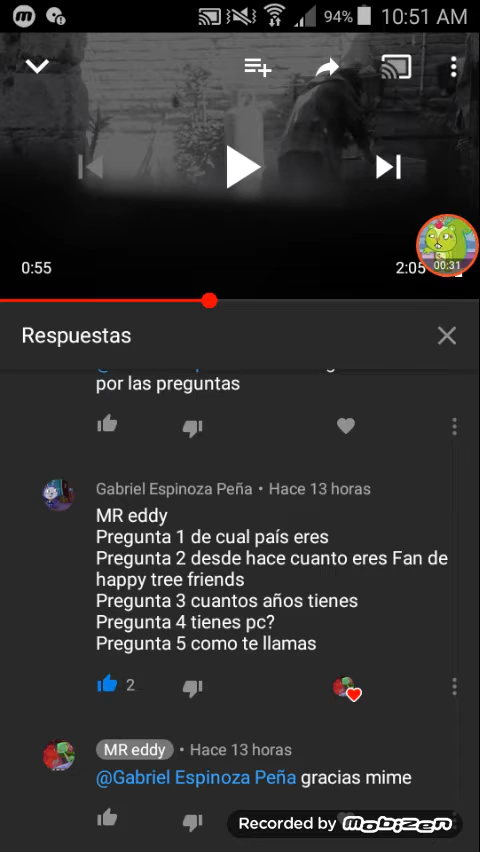 94% 10:51 AM
0:55
2:05
00:31
Respuestas
por las preguntas
Gabriel Espinoza Peña • Hace 13 horas
MR eddy
Pregunta 1 de cual país eres
Pregunta 2 desde hace cuanto eres Fan de
happy tree friends
Pregunta 3 cuantos años tienes
Pregunta 4 tienes pc?
Pregunta 5 como te llamas
2
MR eddy • Hace 13 horas
@Gabriel Espinoza Peña gracias mime
Recorded by Mobizen